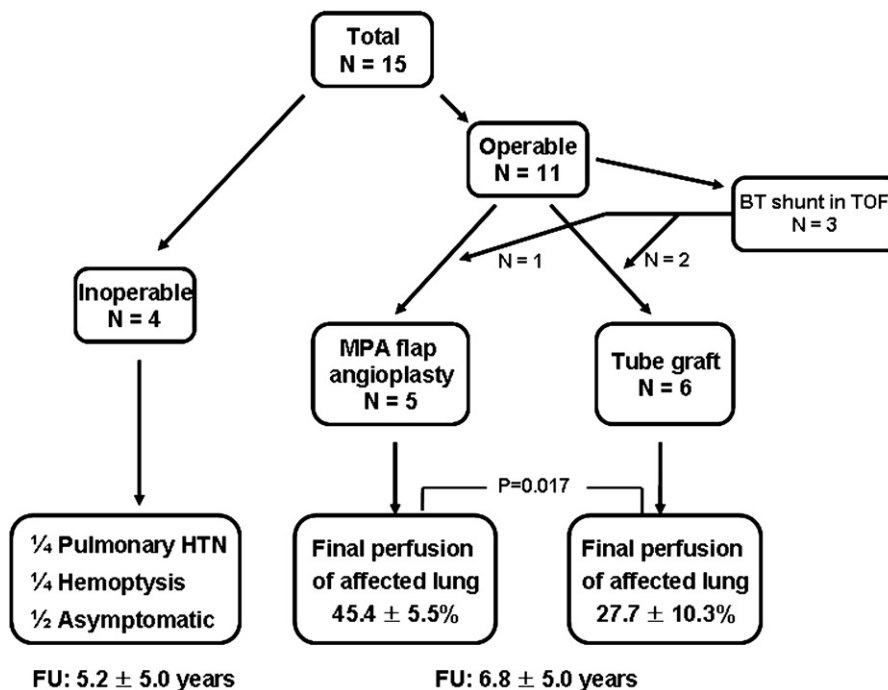 Total
N = 15
Operable
N = 11
BT shunt in TOF
N = 3
N = 1
N = 2
Inoperable
N = 4
MPA flap
angioplasty
N = 5
Tube graft
N = 6
P=0.017
¼ Pulmonary HTN
¼ Hemoptysis
½ Asymptomatic
Final perfusion
of affected lung
45.4 ± 5.5%
Final perfusion
of affected lung
27.7 ± 10.3%
FU: 5.2 ± 5.0 years
FU: 6.8 ± 5.0 years